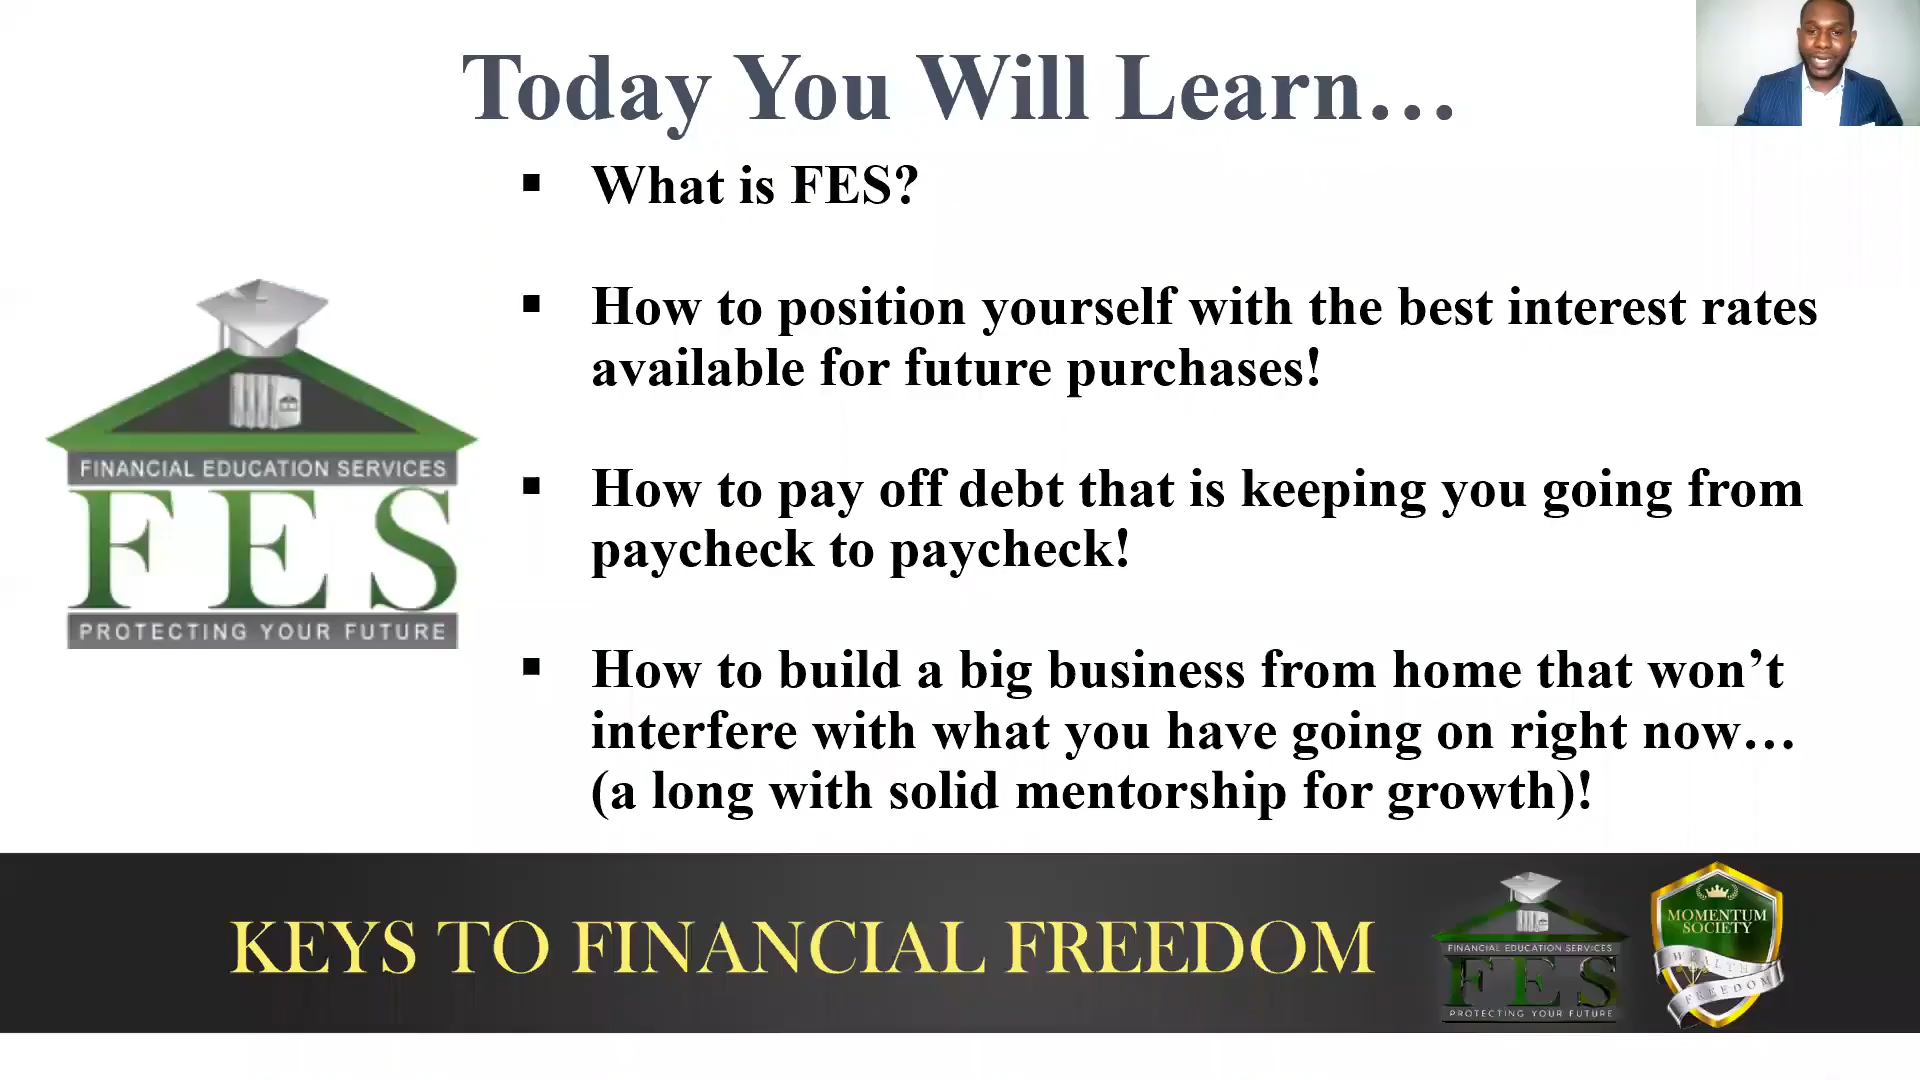 Today You Will Learn…
▪ What is FES?
▪ How to position yourself with the best interest rates
available for future purchases!
▪ How to pay off debt that is keeping you going from
paycheck to paycheck!
▪ How to build a big business from home that won’t
interfere with what you have going on right now…
(a long with solid mentorship for growth)!
FINANCIAL EDUCATION SERVICES
FES
PROTECTING YOUR FUTURE
KEYS TO FINANCIAL FREEDOM
FINANCIAL EDUCATION SERVICES
FES
PROTECTING YOUR FUTURE
MOMENTUM
SOCIETY
WEALTH
FREEDOM